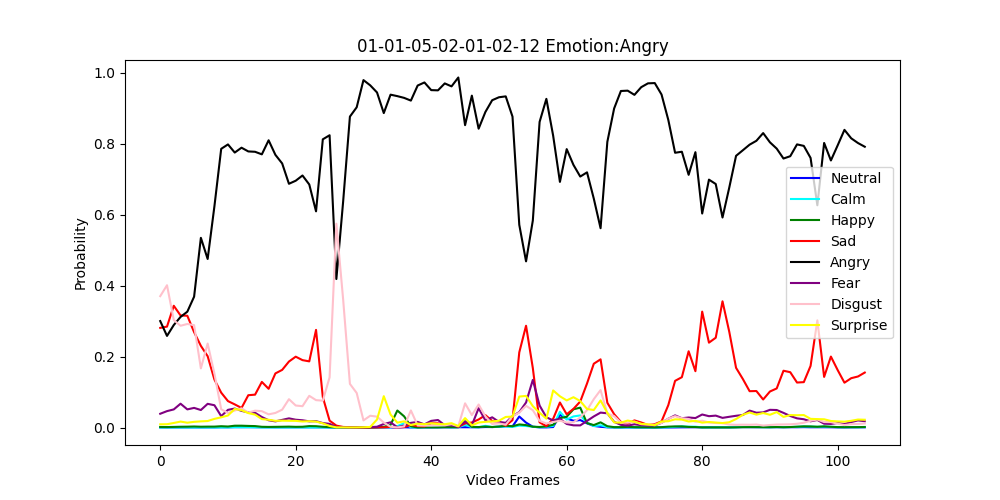 01-01-05-02-01-02-12 Emotion:Angry
1.0
0.8
0.6
0.4
0.2
0.0
Probability
0
20
40
60
80
100
Video Frames
Neutral
Calm
Happy
Sad
Angry
Fear
Disgust
Surprise